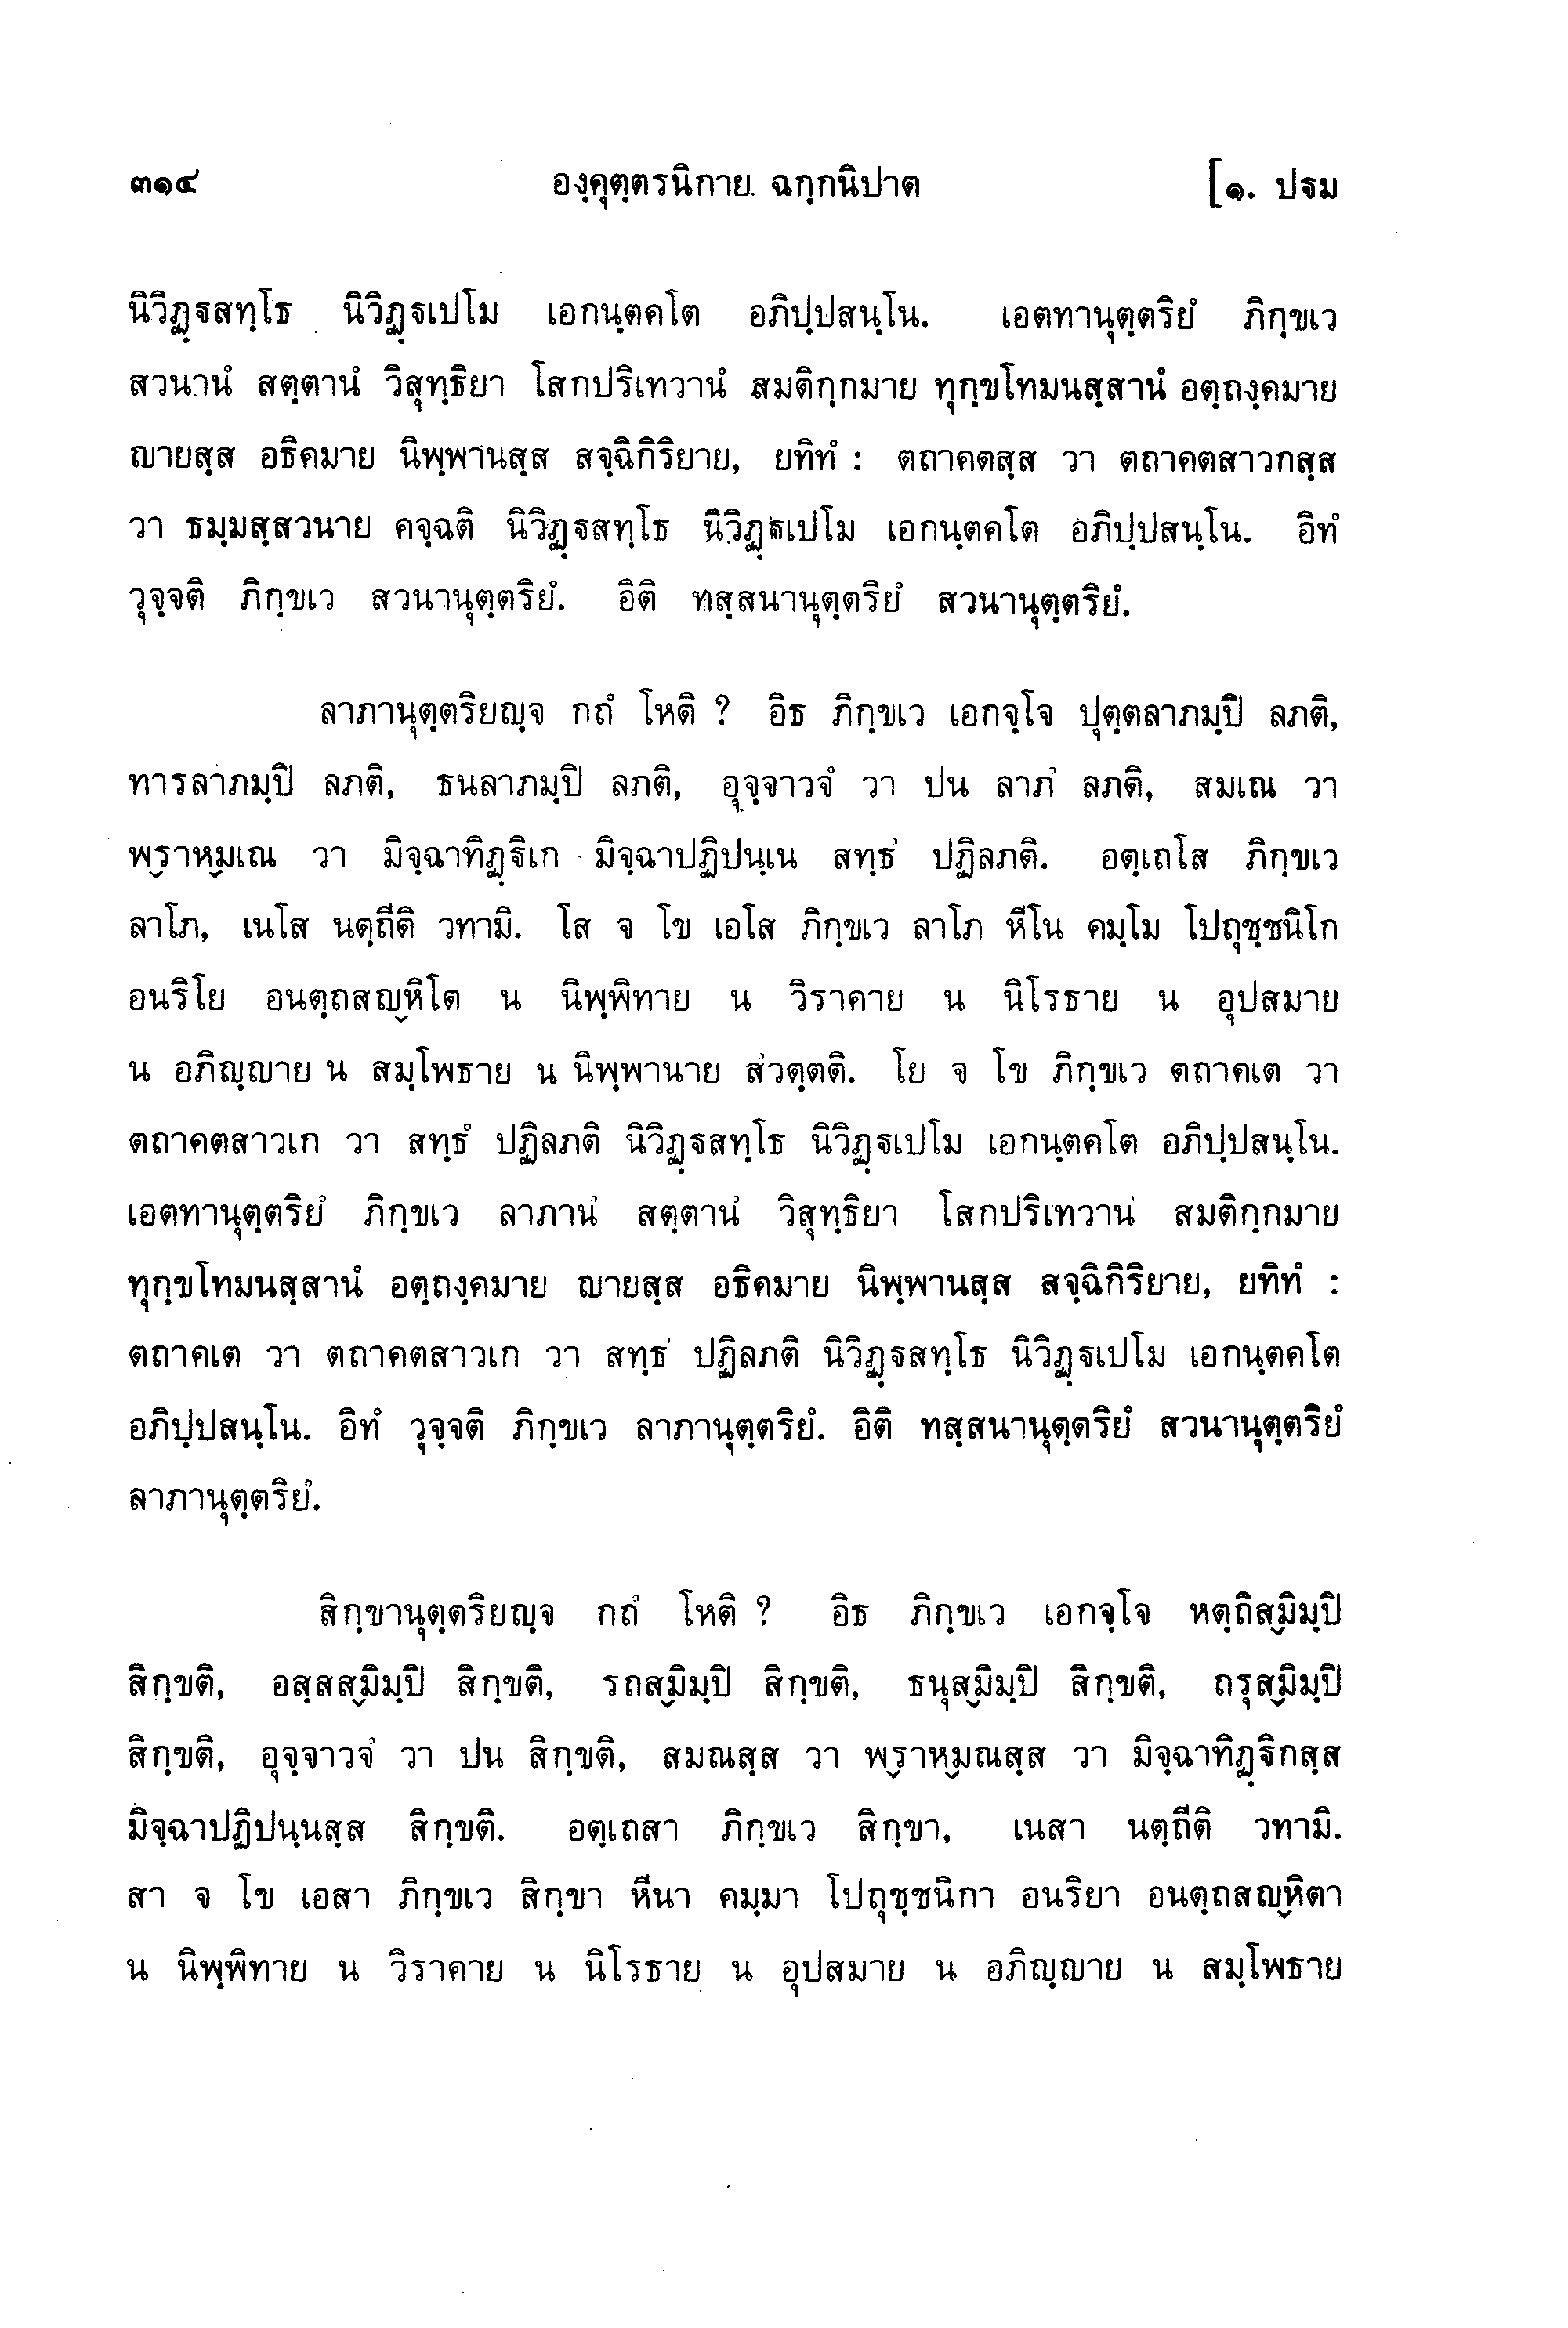 ๓๑๔ องฺคุตฺตรนิกาย ฉกฺกนิปาต [๑. ปฐม
นิวิฏฺฐสทฺโธ นิวิฏฺฐเปโม เอกนฺตคโต อภิปฺปสนฺโน. เอตทานุตฺตริยํ ภิกฺขเว
สวนานํ สตฺตานํ วิสุทฺธิยา โสกปริเทวานํ สมติกฺกมาย ทุกฺขโทมนสฺสานํ อตฺถงฺคมาย
ญายสฺส อธิคมาย นิพฺพานสฺส สจฺฉิกิริยาย, ยทิทํ : ตถาคตสฺส วา ตถาคตสาวกสฺส
วา ธมฺมสฺสวนาย คจฺฉติ นิวิฏฺฐสทฺโธ นิวิฏฺฐเปโม เอกนฺตคโต อภิปฺปสนฺโน. อิทํ
วุจฺจติ ภิกฺขเว สวนานุตฺตริยํ. อิติ ทสฺสนานุตฺตริยํ สวนานุตฺตริยํ.
ลาภานุตฺตริยญฺจ กถํ โหติ ? อิธ ภิกฺขเว เอกจฺโจ ปุตฺตลาภมฺปิ ลภติ,
ทารลาภมฺปิ ลภติ, ธนลาภมฺปิ ลภติ, อุจฺจาวจํ วา ปน ลาภํ ลภติ, สมเณ วา
พฺราหฺมเณ วา มิจฺฉาทิฏฺฐิเก มิจฺฉาปฏิปนฺเน สทฺธํ ปฏิลภติ. อตฺเถโส ภิกฺขเว
ลาโภ, เนโส นตฺถีติ วทามิ. โส จ โข เอโส ภิกฺขเว ลาโภ หีโน คมฺโม โปถุชฺชนิโก
อนริโย อนตฺถสญฺหิโต น นิพฺพิทาย น วิราคาย น นิโรธาย น อุปสมาย
น อภิญฺญาย น สมฺโพธาย น นิพฺพานาย สํวตฺตติ. โย จ โข ภิกฺขเว ตถาคเต วา
ตถาคตสาวเก วา สทฺธํ ปฏิลภติ นิวิฏฺฐสทฺโธ นิวิฏฺฐเปโม เอกนฺตคโต อภิปฺปสนฺโน.
เอตทานุตฺตริยํ ภิกฺขเว ลาภานํ สตฺตานํ วิสุทฺธิยา โสกปริเทวานํ สมติกฺกมาย
ทุกฺขโทมนสฺสานํ อตฺถงฺคมาย ญายสฺส อธิคมาย นิพฺพานสฺส สจฺฉิกิริยาย, ยทิทํ :
ตถาคเต วา ตถาคตสาวเก วา สทฺธํ ปฏิลภติ นิวิฏฺฐสทฺโธ นิวิฏฺฐเปโม เอกนฺตคโต
อภิปฺปสนฺโน. อิทํ วุจฺจติ ภิกฺขเว ลาภานุตฺตริยํ. อิติ ทสฺสนานุตฺตริยํ สวนานุตฺตริยํ
ลาภานุตฺตริยํ.
สิกฺขานุตฺตริยญฺจ กถํ โหติ ? อิธ ภิกฺขเว เอกจฺโจ หตฺถิสฺมิมฺปิ
สิกฺขติ, อสฺสสฺมิมฺปิ สิกฺขติ, รถสฺมิมฺปิ สิกฺขติ, ธนุสฺมิมฺปิ สิกฺขติ, ถรุสฺมิมฺปิ
สิกฺขติ, อุจฺจาวจํ วา ปน สิกฺขติ, สมณสฺส วา พฺราหฺมณสฺส วา มิจฺฉาทิฏฺฐิกสฺส
มิจฺฉาปฏิปนฺนสฺส สิกฺขติ. อตฺเถสา ภิกฺขเว สิกฺขา, เนสา นตฺถีติ วทามิ.
สา จ โข เอสา ภิกฺขเว สิกฺขา หีนา คมฺมา โปถุชฺชนิกา อนริยา อนตฺถสญฺหิตา
น นิพฺพิทาย น วิราคาย น นิโรธาย น อุปสมาย น อภิญฺญาย น สมฺโพธาย